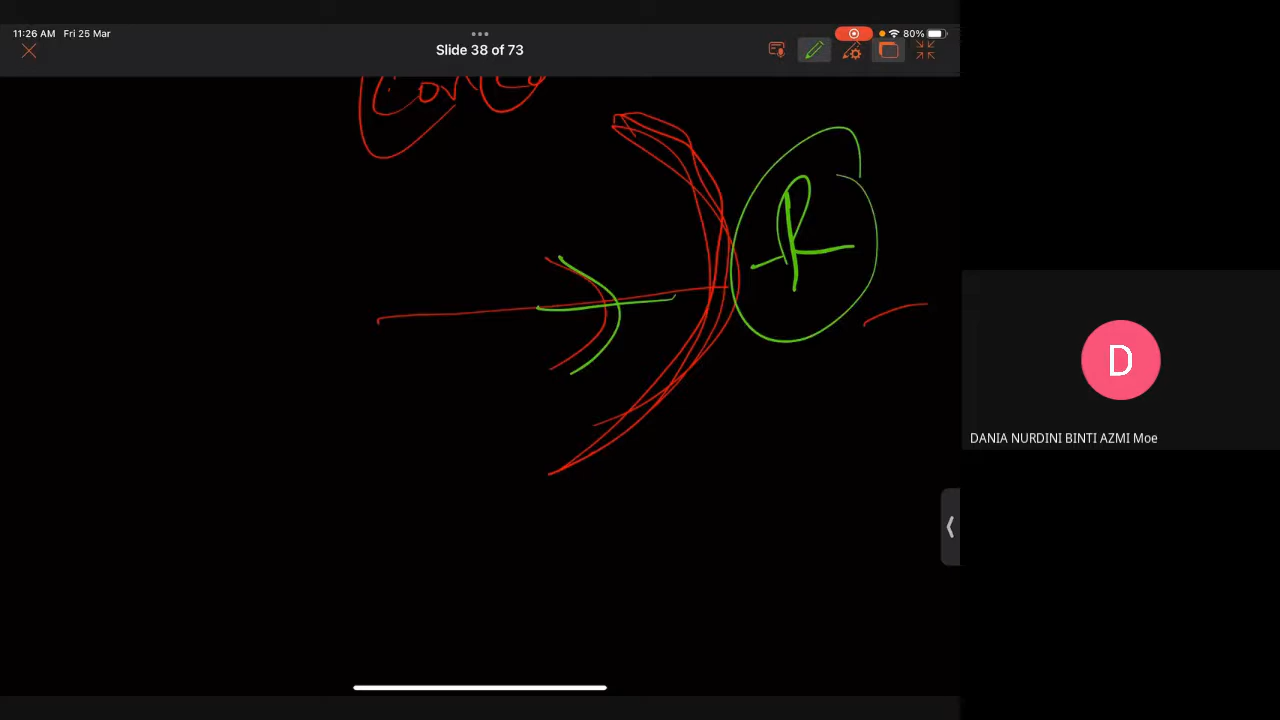 11:26 AM Fri 25 Mar
80%
Slide 38 of 73
R
D
DANIA NURDINI BINTI AZMI Moe